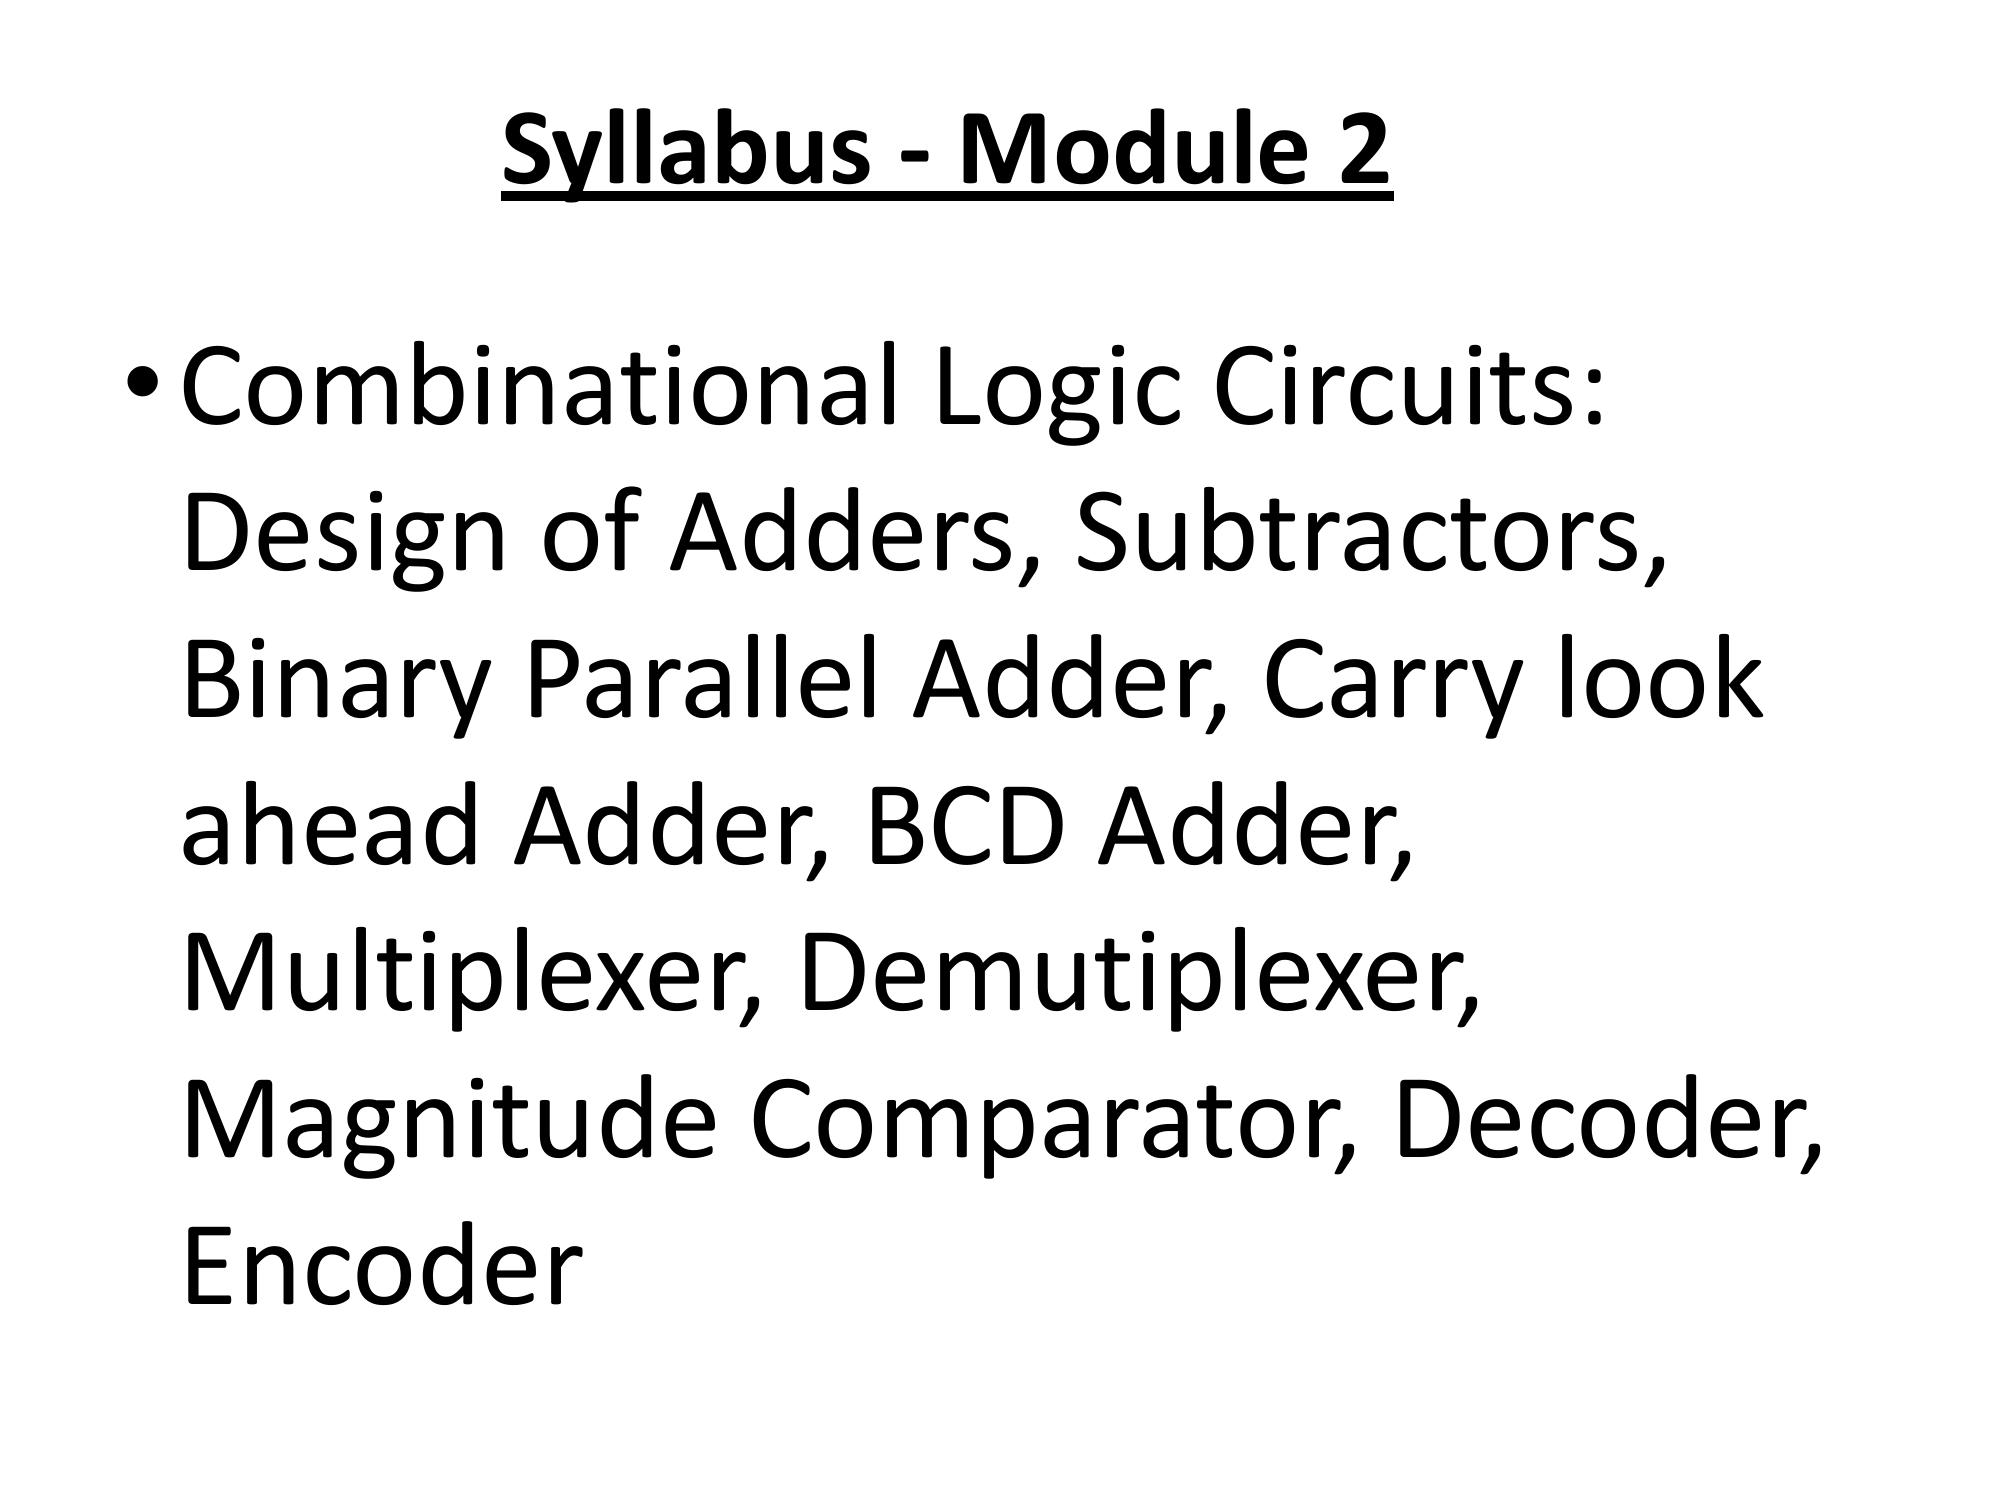 Syllabus - Module 2
• Combinational Logic Circuits:
Design of Adders, Subtractors,
Binary Parallel Adder, Carry look
ahead Adder, BCD Adder,
Multiplexer, Demutiplexer,
Magnitude Comparator, Decoder,
Encoder